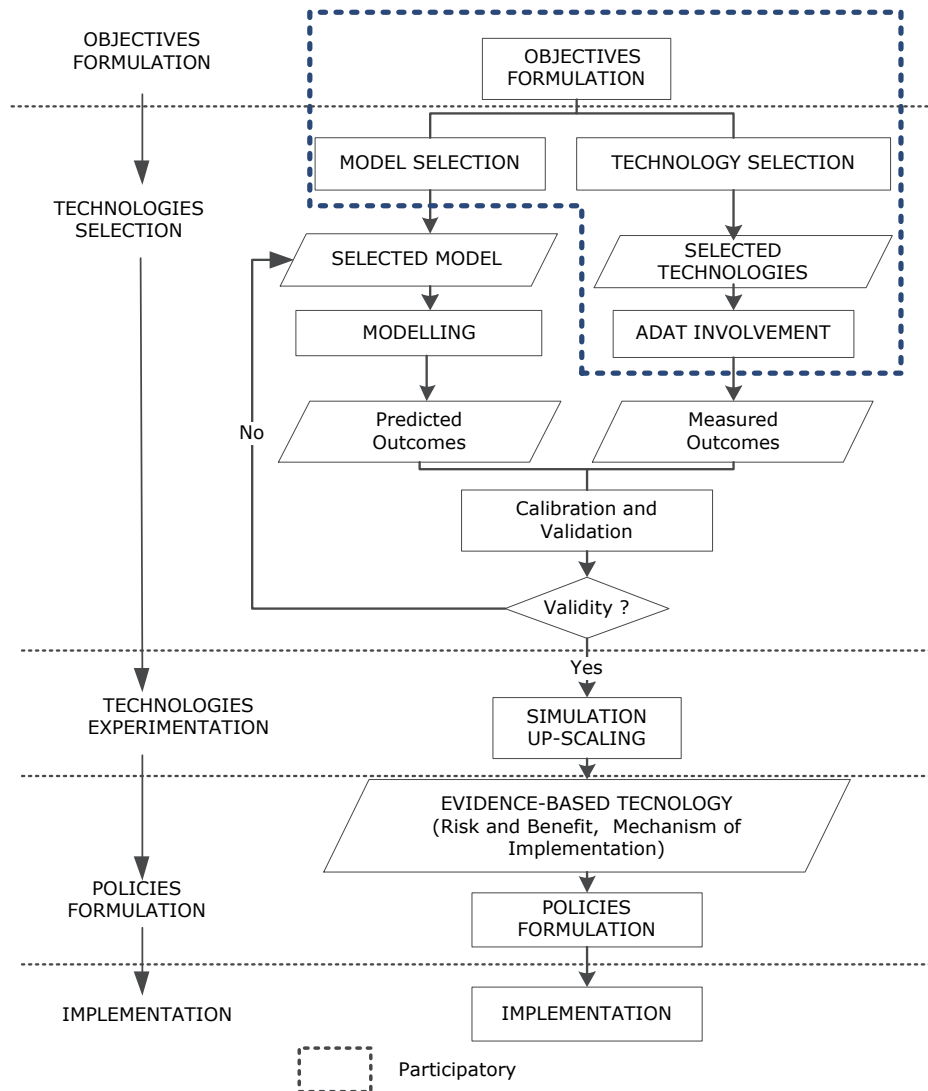 OBJECTIVES
FORMULATION
OBJECTIVES
FORMULATION
MODEL SELECTION
TECHNOLOGY SELECTION
TECHNOLOGIES
SELECTION
SELECTED MODEL
SELECTED
TECHNOLOGIES
MODELLING
ADAT INVOLVEMENT
Predicted
Outcomes
Measured
Outcomes
No
Calibration and
Validation
Validity ?
Yes
TECHNOLOGIES
EXPERIMENTATION
SIMULATION
UP-SCALING
EVIDENCE-BASED TECNOLOGY
(Risk and Benefit, Mechanism of
Implementation)
POLICIES
FORMULATION
POLICIES
FORMULATION
IMPLEMENTATION
IMPLEMENTATION
Participatory